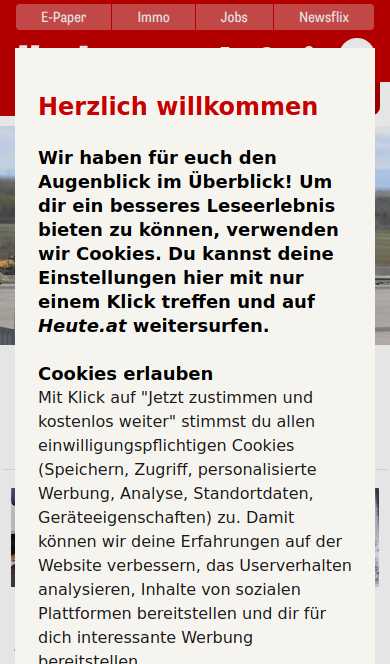 E-Paper
Immo
Jobs
Newsflix
Herzlich willkommen
Wir haben für euch den
Augenblick im Überblick! Um
dir ein besseres Leseerlebnis
bieten zu können, verwenden
wir Cookies. Du kannst deine
Einstellungen hier mit nur
einem Klick treffen und auf
Heute.at weitersurfen.
Cookies erlauben
Mit Klick auf "Jetzt zustimmen und
kostenlos weiter" stimmst du allen
einwilligungspflichtigen Cookies
(Speichern, Zugriff, personalisierte
Werbung, Analyse, Standortdaten,
Geräteeigenschaften) zu. Damit
können wir deine Erfahrungen auf der
Website verbessern, das Userverhalten
analysieren, Inhalte von sozialen
Plattformen bereitstellen und dir für
dich interessante Werbung
bereitstellen.